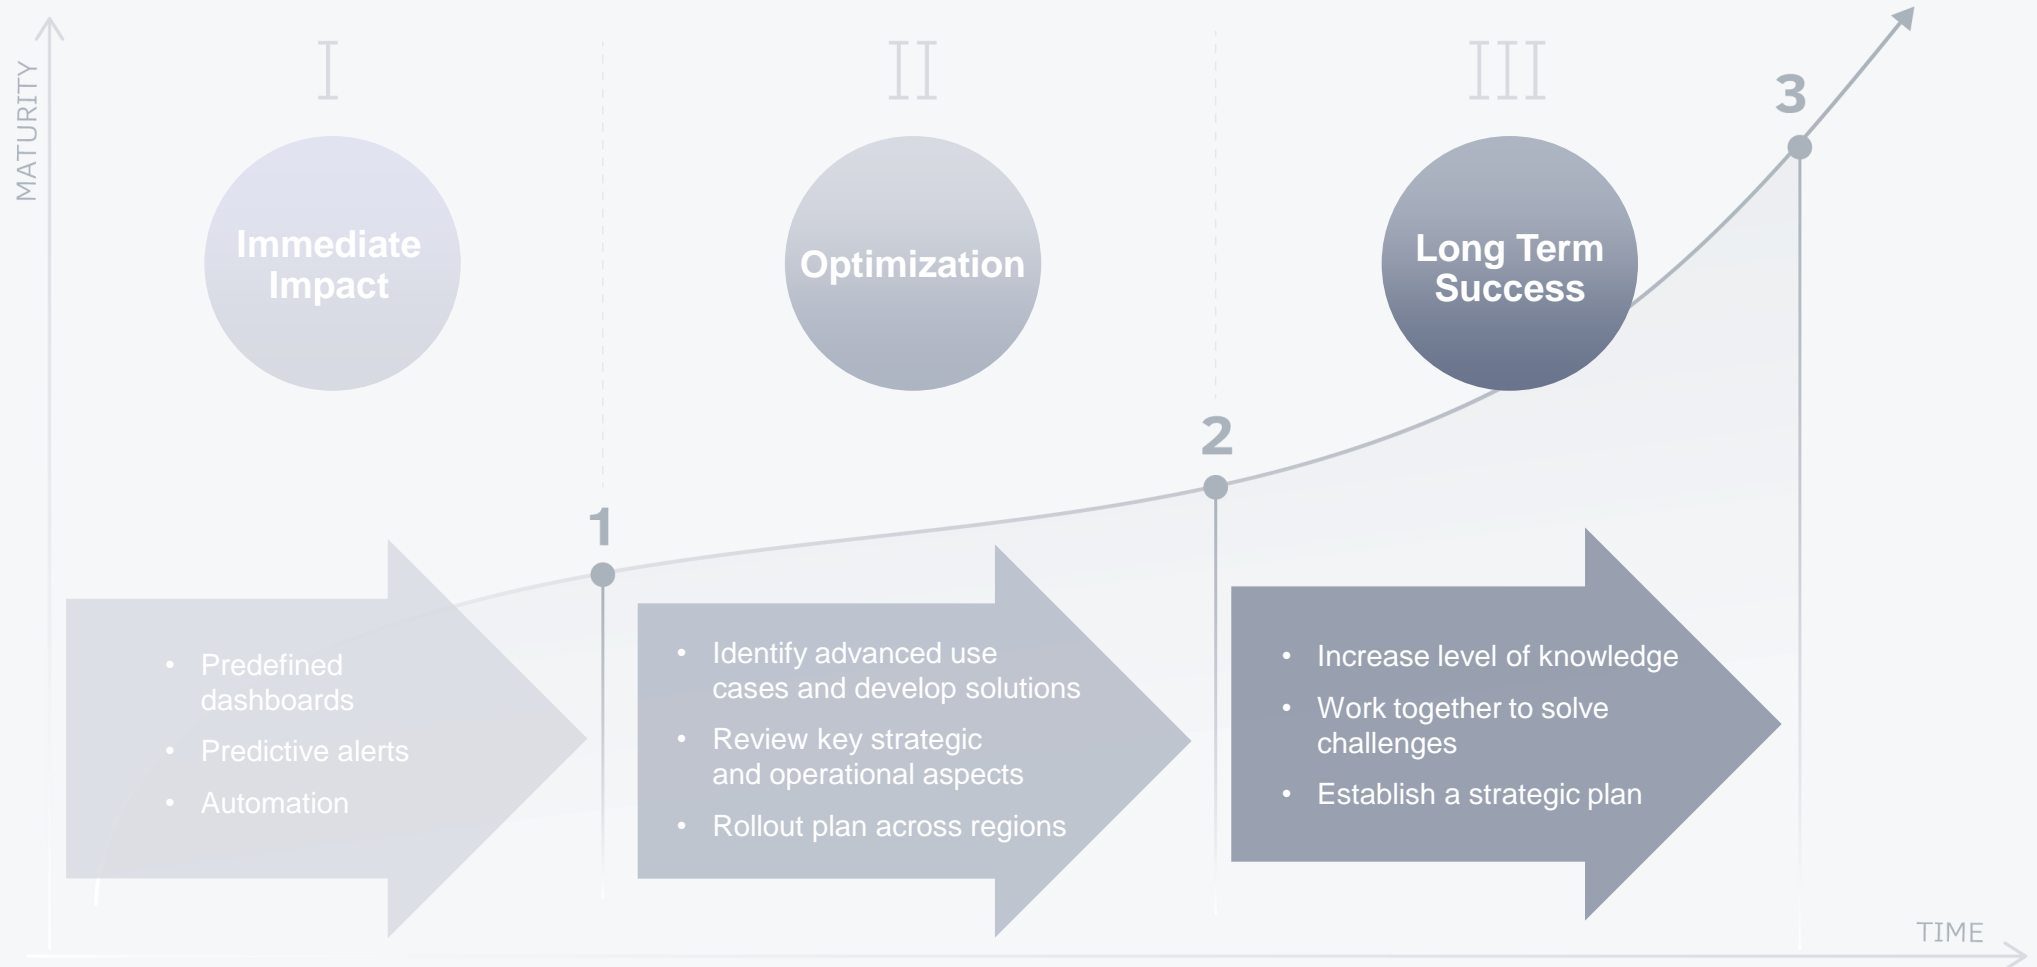 MATURITY
I
II
III
3
Immediate
Impact
Optimization
Long Term
Success
2
1
• Predefined
dashboards
• Predictive alerts
• Automation
• Identify advanced use
cases and develop solutions
• Review key strategic
and operational aspects
• Rollout plan across regions
• Increase level of knowledge
• Work together to solve
challenges
• Establish a strategic plan
TIME